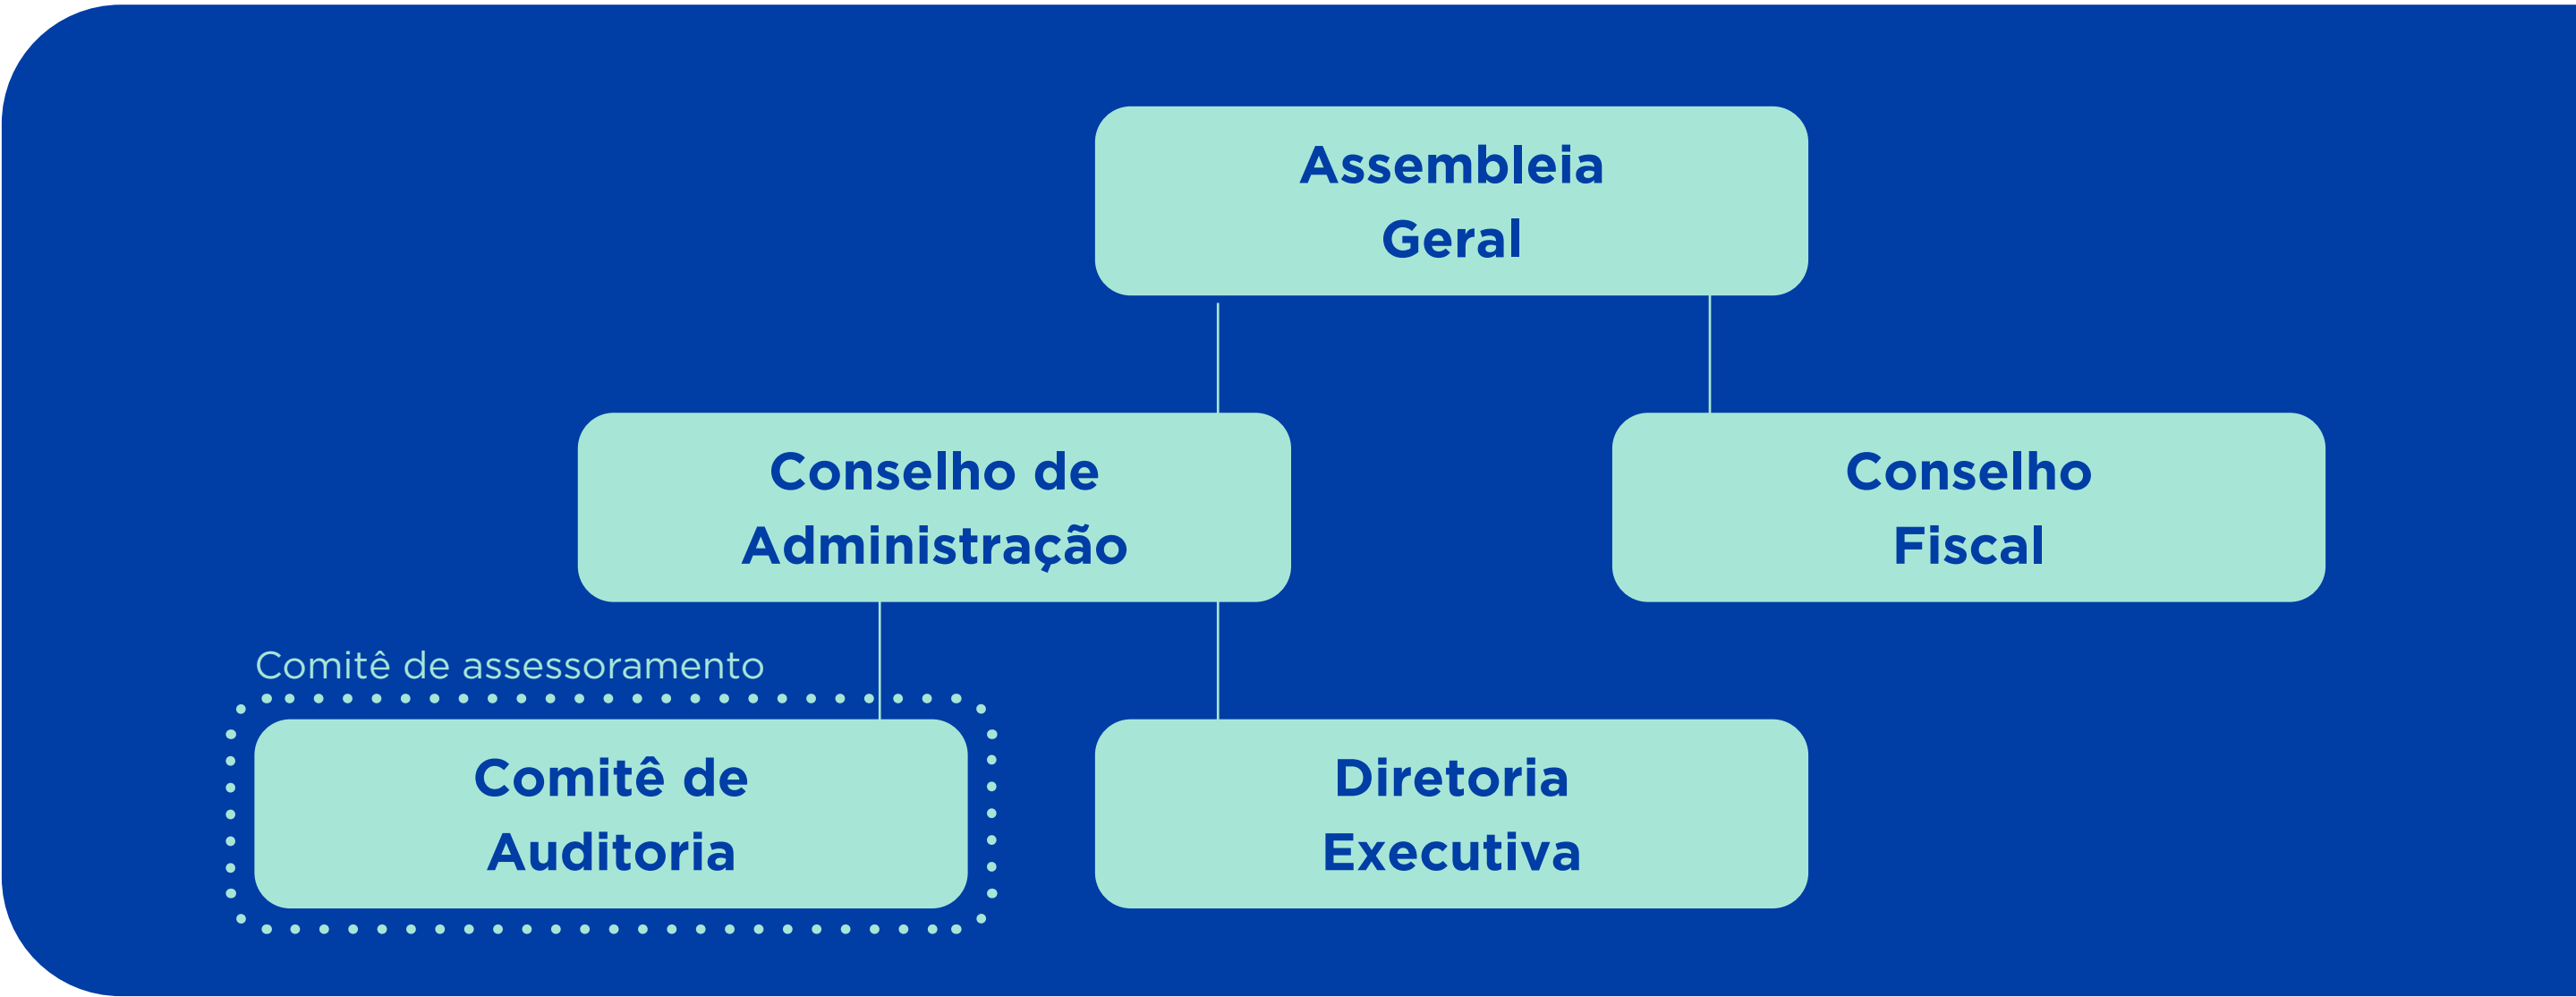 Assembleia
Geral
Conselho de
Administração
Conselho
Fiscal
Comitê de assessoramento
Comitê de
Auditoria
Diretoria
Executiva